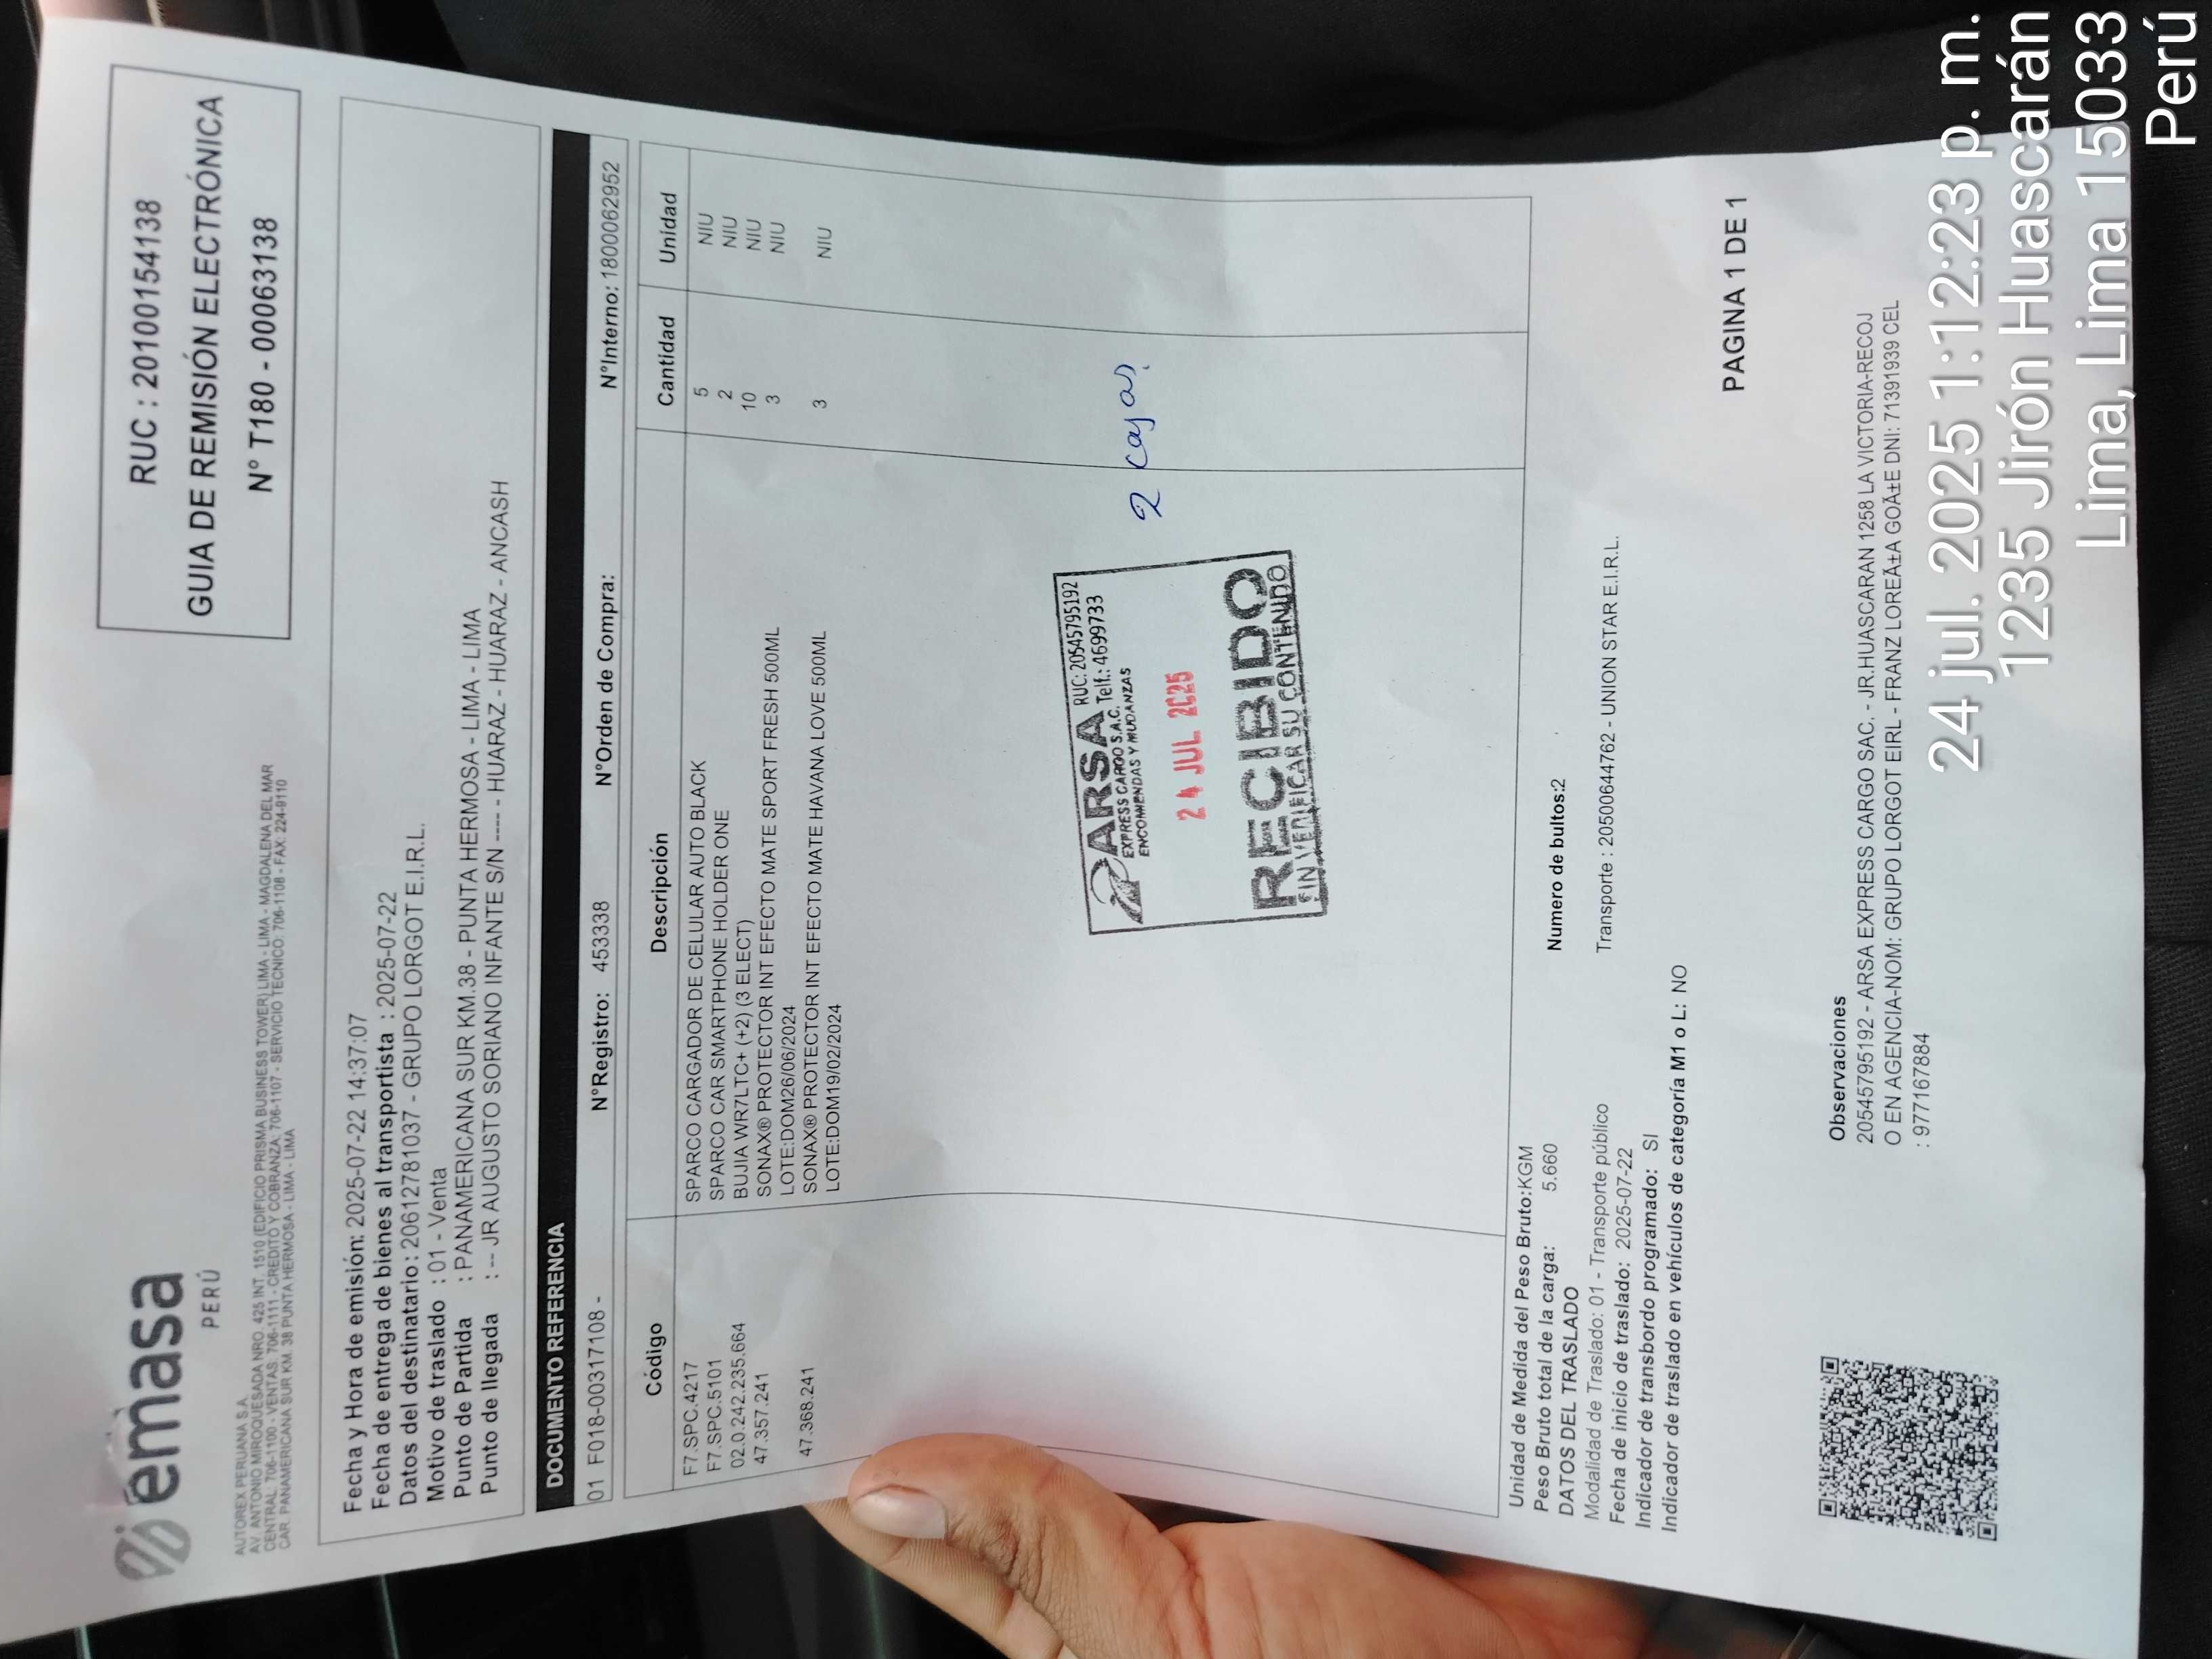 emasa
PERÚ
AUTOREX PERUANA S.A.
AV. ANTONIO MIROQUESADA NRO. 425 INT. 1510 (EDIFICIO PRISMA BUSINESS TOWER) LIMA - LIMA - MAGDALENA DEL MAR
CENTRAL: 706-1100 - VENTAS: 706-1111 - CREDITO Y COBRANZA: 706-1107 - SERVICIO TECNICO: 706-1108 - FAX: 224-9110
CAR. PANAMERICANA SUR KM. 38 PUNTA HERMOSA - LIMA - LIMA
RUC : 20100154138
GUIA DE REMISIÓN ELECTRÓNICA
N° T180 - 00063138
Fecha y Hora de emisión: 2025-07-22 14:37:07
Fecha de entrega de bienes al transportista : 2025-07-22
Datos del destinatario : 20612781037 - GRUPO LORGOT E.I.R.L.
Motivo de traslado : 01 - Venta
Punto de Partida : PANAMERICANA SUR KM.38 - PUNTA HERMOSA - LIMA - LIMA
Punto de llegada : -- JR AUGUSTO SORIANO INFANTE S/N ---- HUARAZ - HUARAZ - ANCASH
DOCUMENTO REFERENCIA
01 F018-00317108 - N°Registro: 453338 N°Orden de Compra: N°Interno: 1800062952
Código Descripción Cantidad Unidad
F7.SPC.4217 SPARCO CARGADOR DE CELULAR AUTO BLACK 5 NIU
F7.SPC.5101 SPARCO CAR SMARTPHONE HOLDER ONE 2 NIU
02.0.242.235.664 BUJIA WR7LTC+ (+2) (3 ELECT) 10 NIU
47.357.241 SONAX® PROTECTOR INT EFECTO MATE SPORT FRESH 500ML 3 NIU
LOTE:DOM26/06/2024
47.368.241 SONAX® PROTECTOR INT EFECTO MATE HAVANA LOVE 500ML 3 NIU
LOTE:DOM19/02/2024
ARSA RUC: 20545795192
EXPRESS CARGO S.A.C. Telf.: 4699733
ENCOMIENDAS Y MUDANZAS
24 JUL 2025
RECIBIDO
SIN VERIFICAR SU CONTENIDO
2 cajas.
Unidad de Medida del Peso Bruto:KGM
Peso Bruto total de la carga: 5.660 Numero de bultos:2
DATOS DEL TRASLADO
Modalidad de Traslado: 01 - Transporte público Transporte : 20500644762 - UNION STAR E.I.R.L.
Fecha de inicio de traslado: 2025-07-22
Indicador de transbordo programado: SI
Indicador de traslado en vehículos de categoría M1 o L: NO
PAGINA 1 DE 1
Observaciones
20545795192 - ARSA EXPRESS CARGO SAC. - JR.HUASCARAN 1258 LA VICTORIA-RECOJ
O EN AGENCIA-NOM: GRUPO LORGOT EIRL - FRANZ LOREÃ±A GOÃ±E DNI: 71391939 CEL
: 977167884
24 jul. 2025 1:12:23 p. m.
1235 Jirón Huascarán
Lima, Lima 15033
Perú